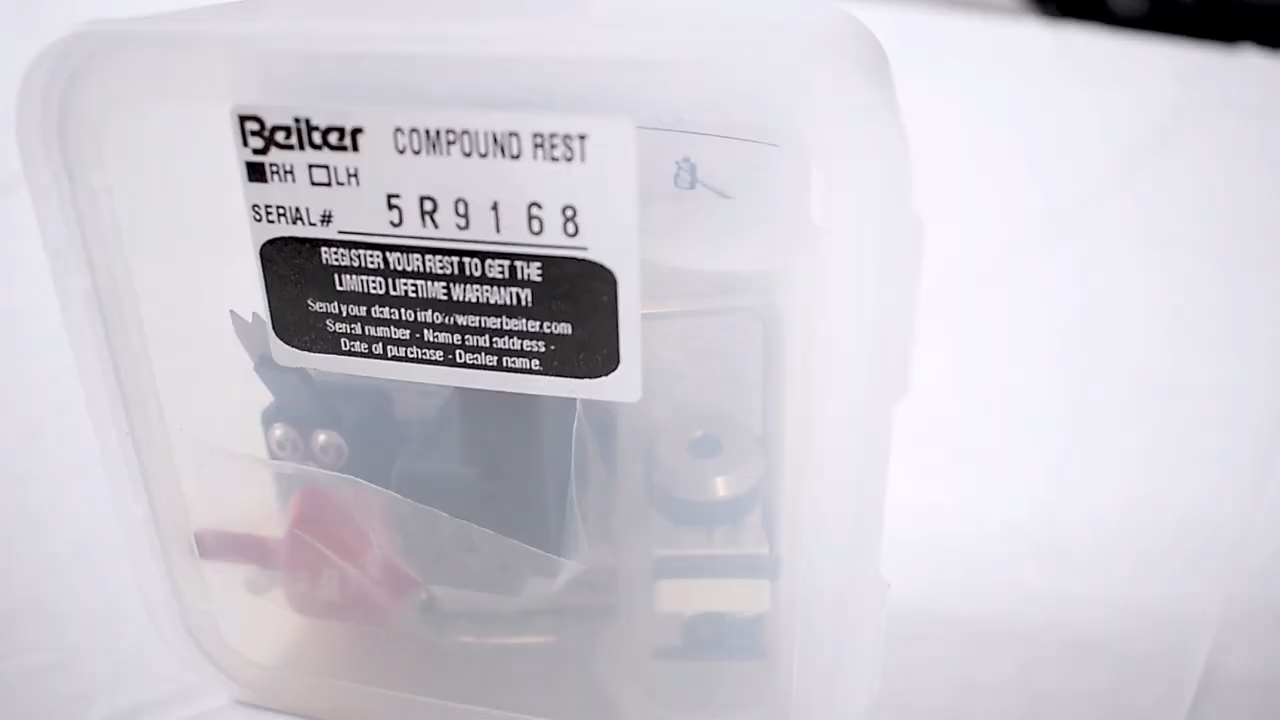 Beiter COMPOUND REST
RH LH
SERIAL# 5R9168
REGISTER YOUR REST TO GET THE
LIMITED LIFETIME WARRANTY!
Send your data to info@wernerbeiter.com
Serial number - Name and address -
Date of purchase - Dealer name.